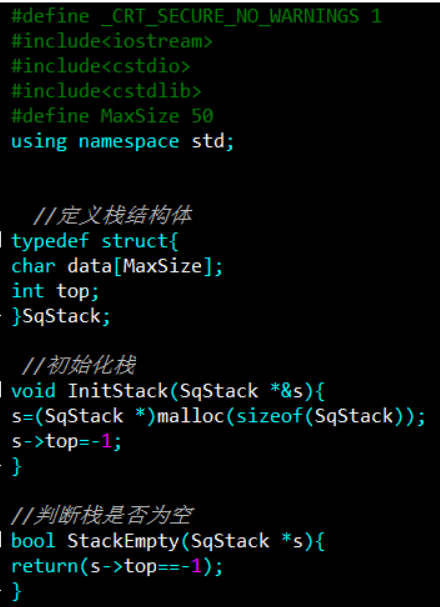 #define _CRT_SECURE_NO_WARNINGS 1
#include<iostream>
#include<cstdio>
#include<cstdlib>
#define MaxSize 50
using namespace std;
//定义栈结构体
typedef struct{
char data[MaxSize];
int top;
}SqStack;
//初始化栈
void InitStack(SqStack *&s){
s=(SqStack *)malloc(sizeof(SqStack));
s->top=-1;
}
//判断栈是否为空
bool StackEmpty(SqStack *s){
return(s->top==-1);
}